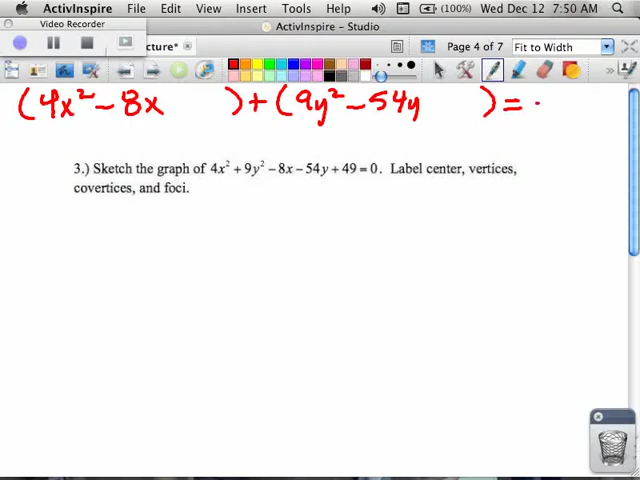 ActivInspire File Edit View Insert Tools Help (100%) Wed Dec 12 7:50 AM
Video Recorder
ActivInspire - Studio
cture*
Page 4 of 7
Fit to Width
(4x² - 8x ) + (9y² - 54y ) =
3.) Sketch the graph of 4x² + 9y² − 8x − 54y + 49 = 0. Label center, vertices,
covertices, and foci.